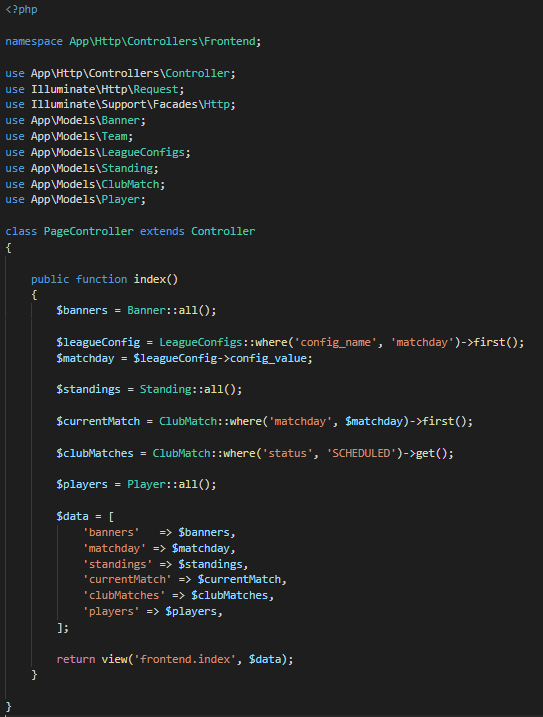 <?php
namespace App\Http\Controllers\Frontend;
use App\Http\Controllers\Controller;
use Illuminate\Http\Request;
use Illuminate\Support\Facades\Http;
use App\Models\Banner;
use App\Models\Team;
use App\Models\LeagueConfigs;
use App\Models\Standing;
use App\Models\ClubMatch;
use App\Models\Player;
class PageController extends Controller
{
    public function index()
    {
        $banners = Banner::all();
        $leagueConfig = LeagueConfigs::where('config_name', 'matchday')->first();
        $matchday = $leagueConfig->config_value;
        $standings = Standing::all();
        $currentMatch = ClubMatch::where('matchday', $matchday)->first();
        $clubMatches = ClubMatch::where('status', 'SCHEDULED')->get();
        $players = Player::all();
        $data = [
            'banners'   => $banners,
            'matchday' => $matchday,
            'standings' => $standings,
            'currentMatch' => $currentMatch,
            'clubMatches' => $clubMatches,
            'players' => $players,
        ];
        return view('frontend.index', $data);
    }
}